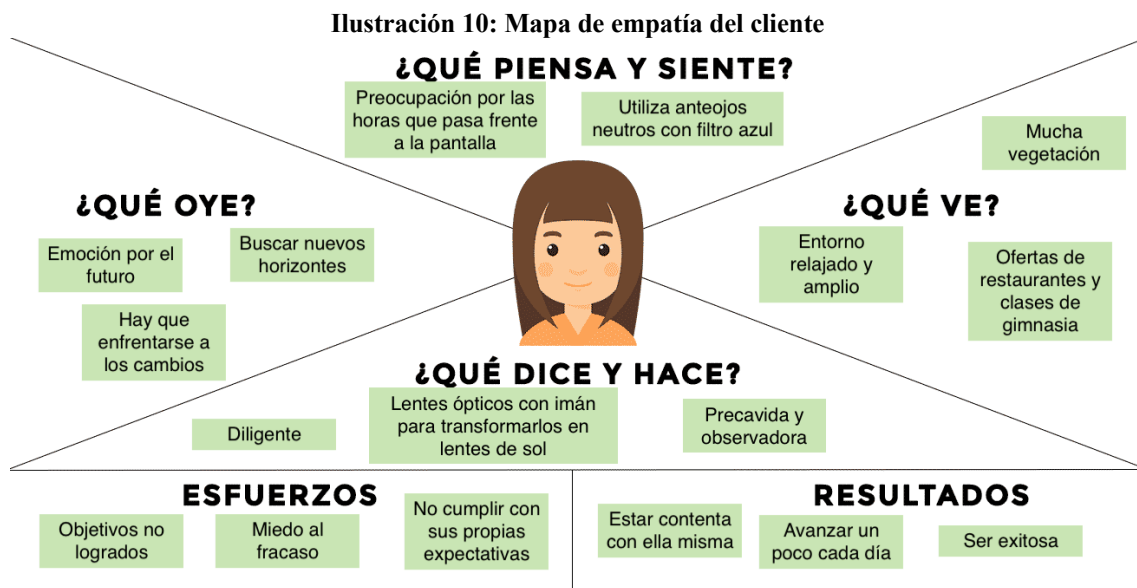 Ilustración 10: Mapa de empatía del cliente
¿QUÉ PIENSA Y SIENTE?
Preocupación por las
horas que pasa frente
a la pantalla
Utiliza anteojos
neutros con filtro azul
¿QUÉ OYE?
Emoción por el
futuro
Buscar nuevos
horizontes
Hay que
enfrentarse a
los cambios
¿QUÉ VE?
Mucha
vegetación
Entorno
relajado y
amplio
Ofertas de
restaurantes y
clases de
gimnasia
¿QUÉ DICE Y HACE?
Diligente
Lentes ópticos con imán
para transformarlos en
lentes de sol
Precavida y
observadora
ESFUERZOS
Objetivos no
logrados
Miedo al
fracaso
No cumplir con
sus propias
expectativas
RESULTADOS
Estar contenta
con ella misma
Avanzar un
poco cada día
Ser exitosa